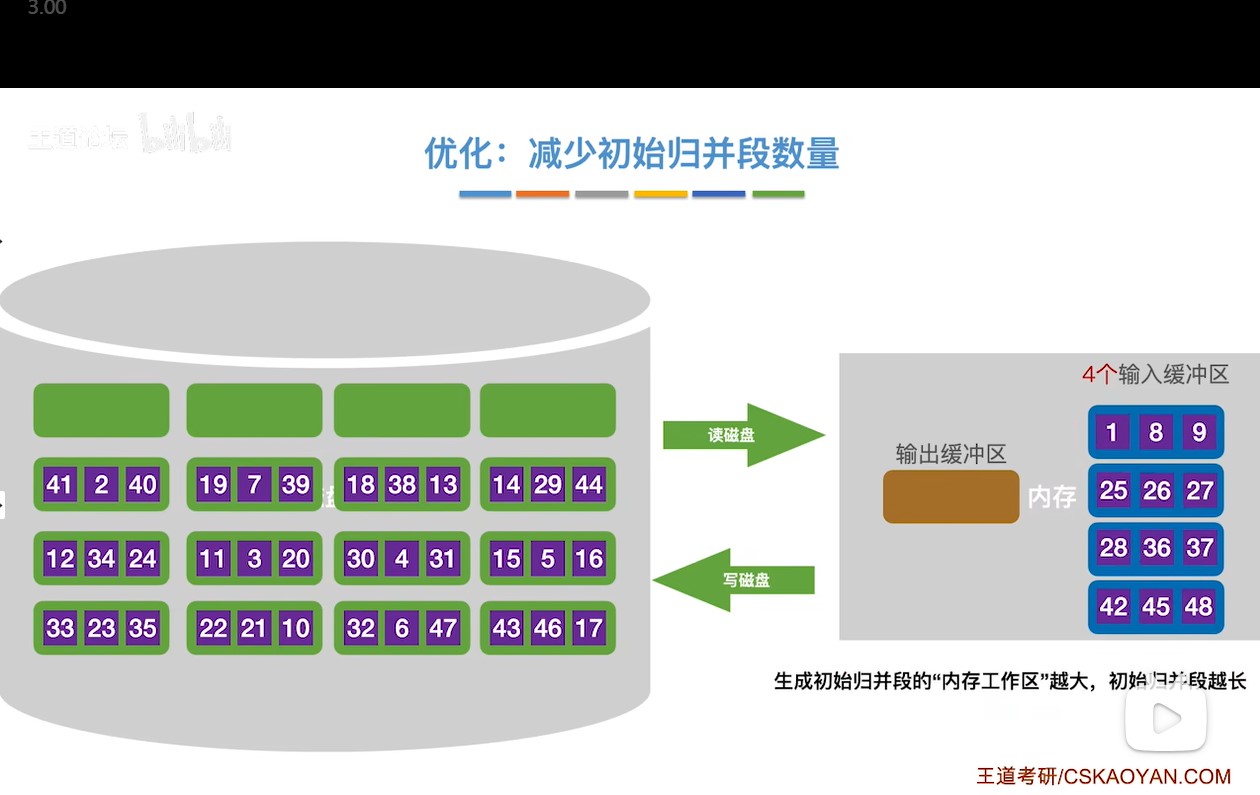 3.00
王道论坛 bilibili
优化：减少初始归并段数量
4个输入缓冲区
1 8 9
读磁盘
输出缓冲区
41 2 40 19 7 39 18 38 13 14 29 44
盘
内存
25 26 27
12 34 24 11 3 20 30 4 31 15 5 16
28 36 37
写磁盘
33 23 35 22 21 10 32 6 47 43 46 17
42 45 48
生成初始归并段的“内存工作区”越大，初始归并段越长
王道考研/CSKAOYAN.COM